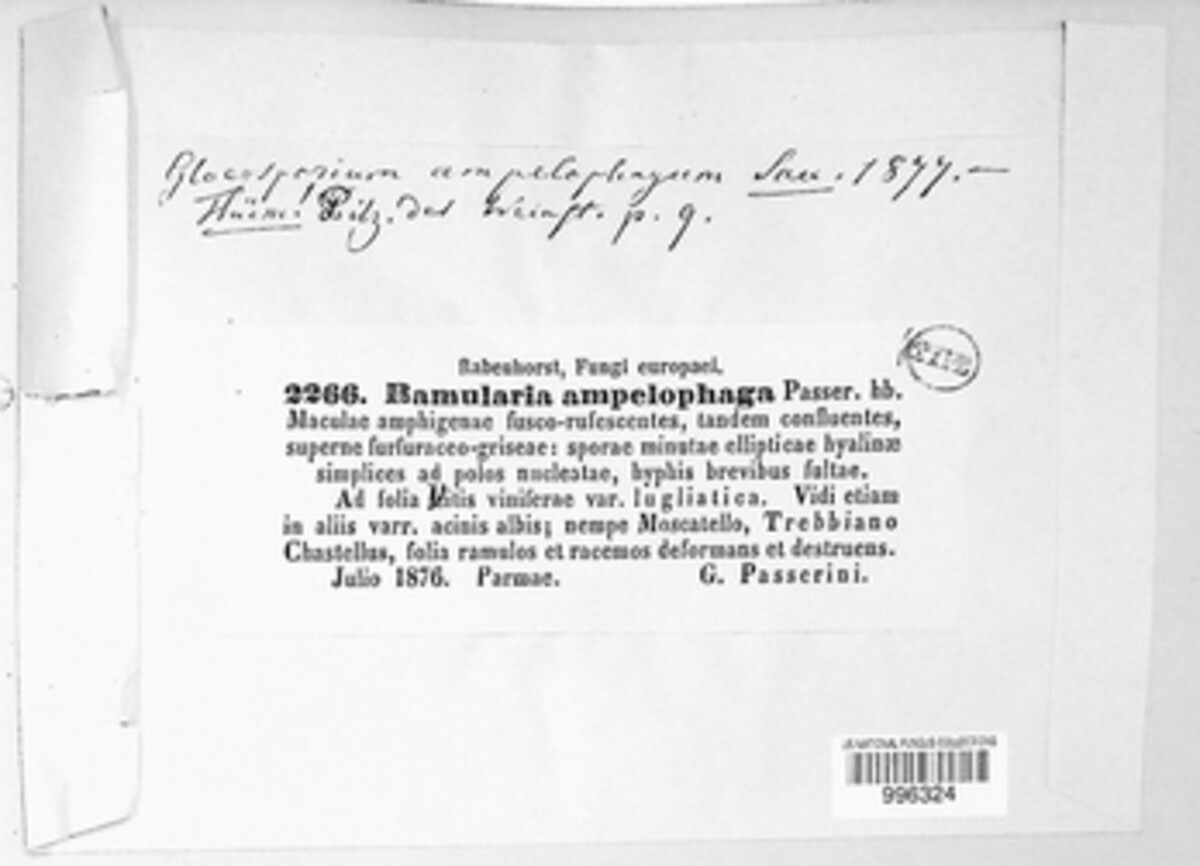 Gloeosporium ampelophagum Sacc. 1877. —
Thüm. Pilz. des Weinst. p. 9.
Rabenhorst, Fungi europaei.
2266. Ramularia ampelophaga Passer. hb.
Maculae amphigenae fusco-rufescentes, tandem confluentes,
superne furfuraceo-griseae: sporae minutae ellipticae hyalinæ
simplices ad polos nucleatae, hyphis brevibus fultae.
Ad folia Vitis viniferae var. lugliatica. Vidi etiam
in aliis varr. acinis albis; nempe Moscatello, Trebbiano
Chastellus, folia ramulos et racemos deformans et destruens.
Julio 1876. Parmae. G. Passerini.
TYPE
US NATIONAL FUNGUS COLLECTIONS
996324